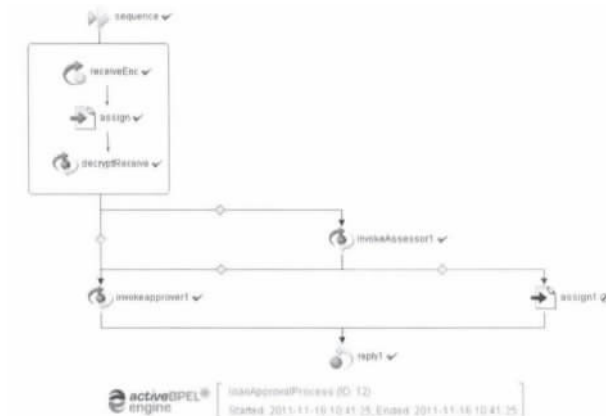 sequence
receiveEnc
assign
decryptReceive
invokeAssessor1
invokeapprover1
assign1
reply1
activeBPEL®
engine
loanApprovalProcess (ID: 12)
Started: 2011-11-16 10:41:25, Ended: 2011-11-16 10:41:25